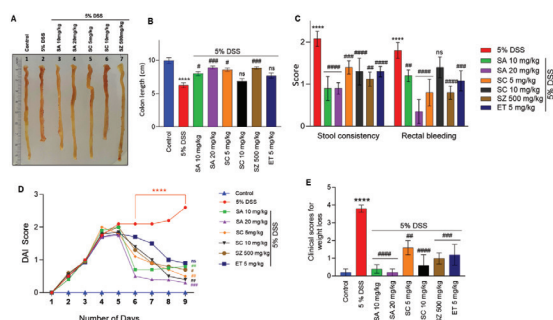 A
5% DSS
Control
5% DSS
SA 10mg/kg
SA 20mg/kg
SC 5mg/kg
SC 10mg/kg
SZ 500mg/kg
1 2 3 4 5 6 7
B
5% DSS
Colon length (cm)
15
10
5
0
****
#
###
#
ns
###
ns
Control
5% DSS
SA 10 mg/kg
SA 20 mg/kg
SC 5 mg/kg
SC 10 mg/kg
SZ 500 mg/kg
ET 5 mg/kg
C
Score
****
####
###
####
##
####
****
##
####
####
ns
####
###
Stool consistency
Rectal bleeding
5% DSS
SA 10 mg/kg
SA 20 mg/kg
SC 5 mg/kg
SC 10 mg/kg
SZ 500 mg/kg
ET 5 mg/kg
5% DSS
D
DAI Score
3
2
1
0
****
1 2 3 4 5 6 7 8 9
Number of Days
Control
5% DSS
SA 10 mg/kg
SA 20 mg/kg
SC 5 mg/kg
SC 10 mg/kg
SZ 500 mg/kg
ET 5 mg/kg
5% DSS
E
Clinical scores for
weight loss
5
4
3
2
1
0
****
5% DSS
####
##
####
###
Control
5 % DSS
SA 10 mg/kg
SA 20 mg/kg
SC 5 mg/kg
SC 10 mg/kg
SZ 500 mg/kg
ET 5 mg/kg